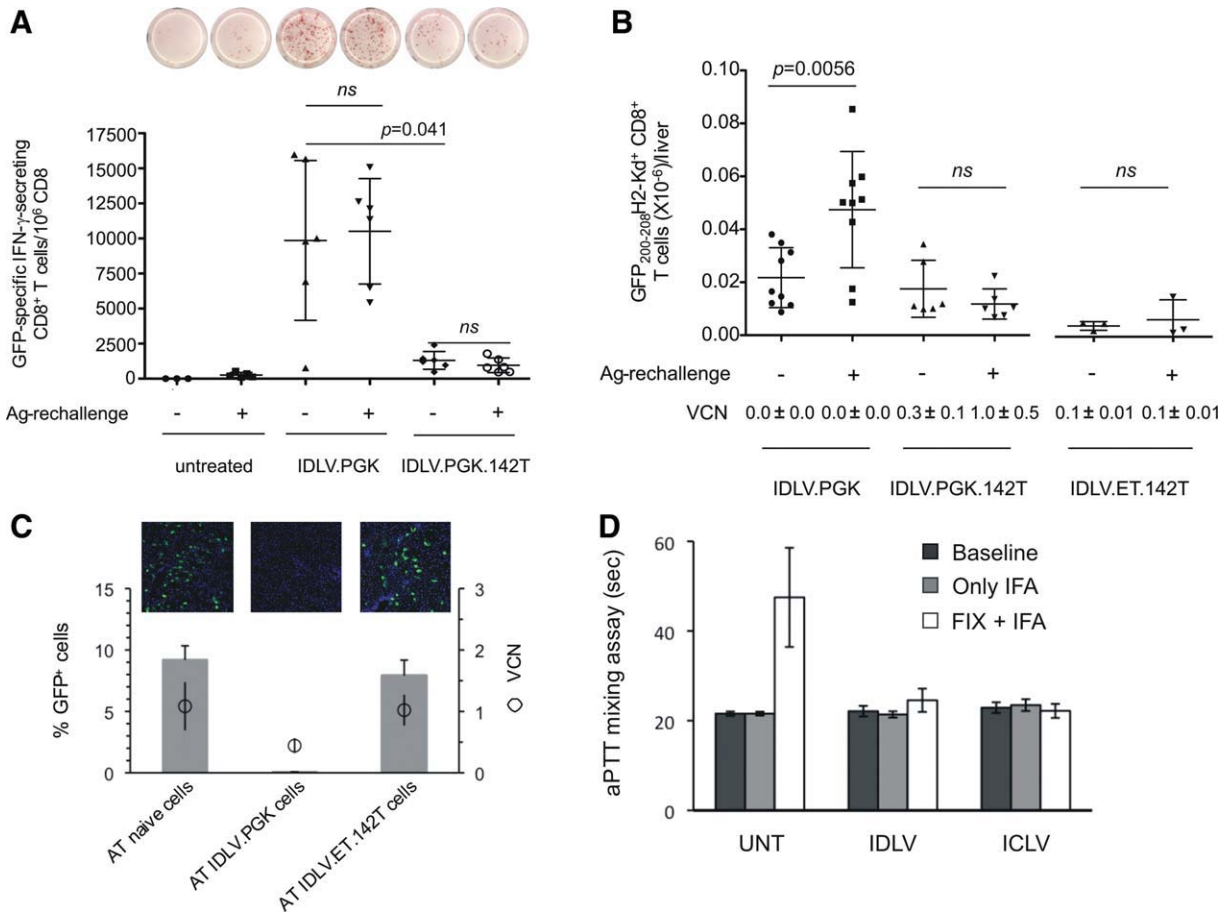 A
ns
p=0.041
GFP-specific IFN-γ-secreting
CD8+ T cells/10^6 CD8
17500
15000
12500
10000
7500
5000
2500
0
ns
Ag-rechallenge - + - + - +
untreated IDLV.PGK IDLV.PGK.142T
B
p=0.0056
ns
ns
GFP200-208H2-Kd+ CD8+
T cells (X10^-6)/liver
0.10
0.08
0.06
0.04
0.02
0.00
Ag-rechallenge - + - + - +
VCN 0.0 ± 0.0 0.0 ± 0.0 0.3 ± 0.1 1.0 ± 0.5 0.1 ± 0.01 0.1 ± 0.01
IDLV.PGK IDLV.PGK.142T IDLV.ET.142T
C
% GFP+ cells
15
10
5
0
3
2
1
0
VCN
AT naive cells
AT IDLV.PGK cells
AT IDLV.ET.142T cells
D
aPTT mixing assay (sec)
60
40
20
0
Baseline
Only IFA
FIX + IFA
UNT IDLV ICLV